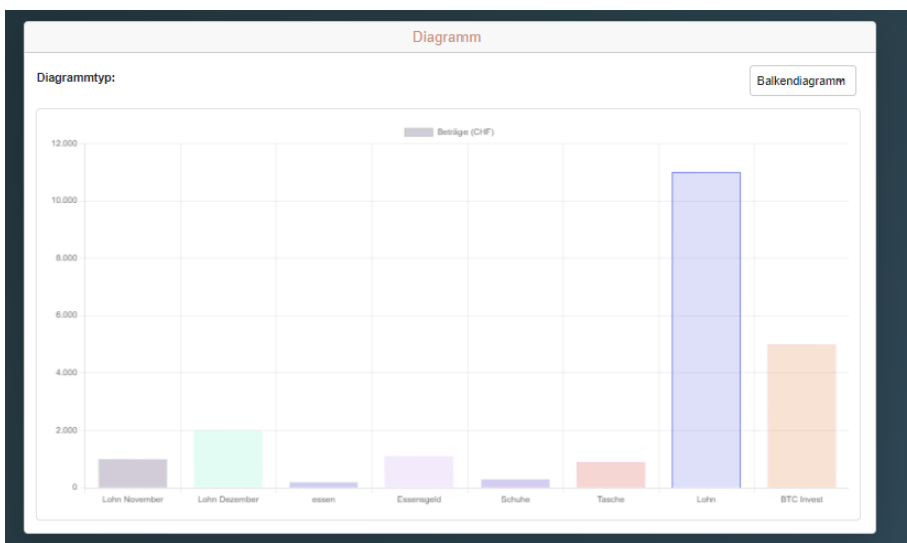 Diagramm
Diagrammtyp:
Balkendiagramm
Beträge (CHF)
12.000
10.000
8.000
6.000
4.000
2.000
0
Lohn November Lohn Dezember essen Essensgeld Schuhe Tasche Lohn BTC Invest